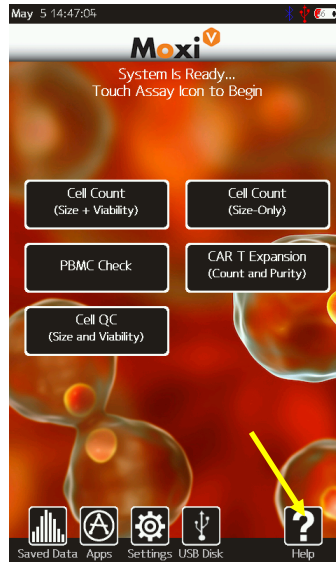 May 5 14:47:04
Moxi V
System Is Ready...
Touch Assay Icon to Begin
Cell Count
(Size + Viability)
Cell Count
(Size-Only)
PBMC Check
CAR T Expansion
(Count and Purity)
Cell QC
(Size and Viability)
?
Saved Data Apps Settings USB Disk Help